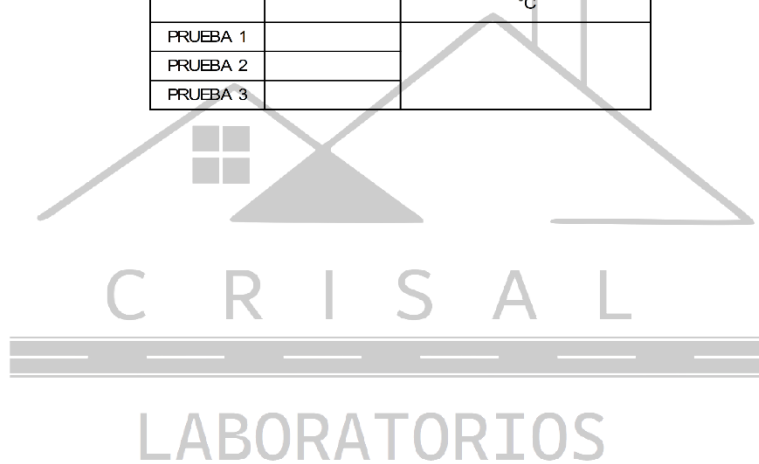 °C
PRUEBA 1
PRUEBA 2
PRUEBA 3
C R I S A L
LABORATORIOS